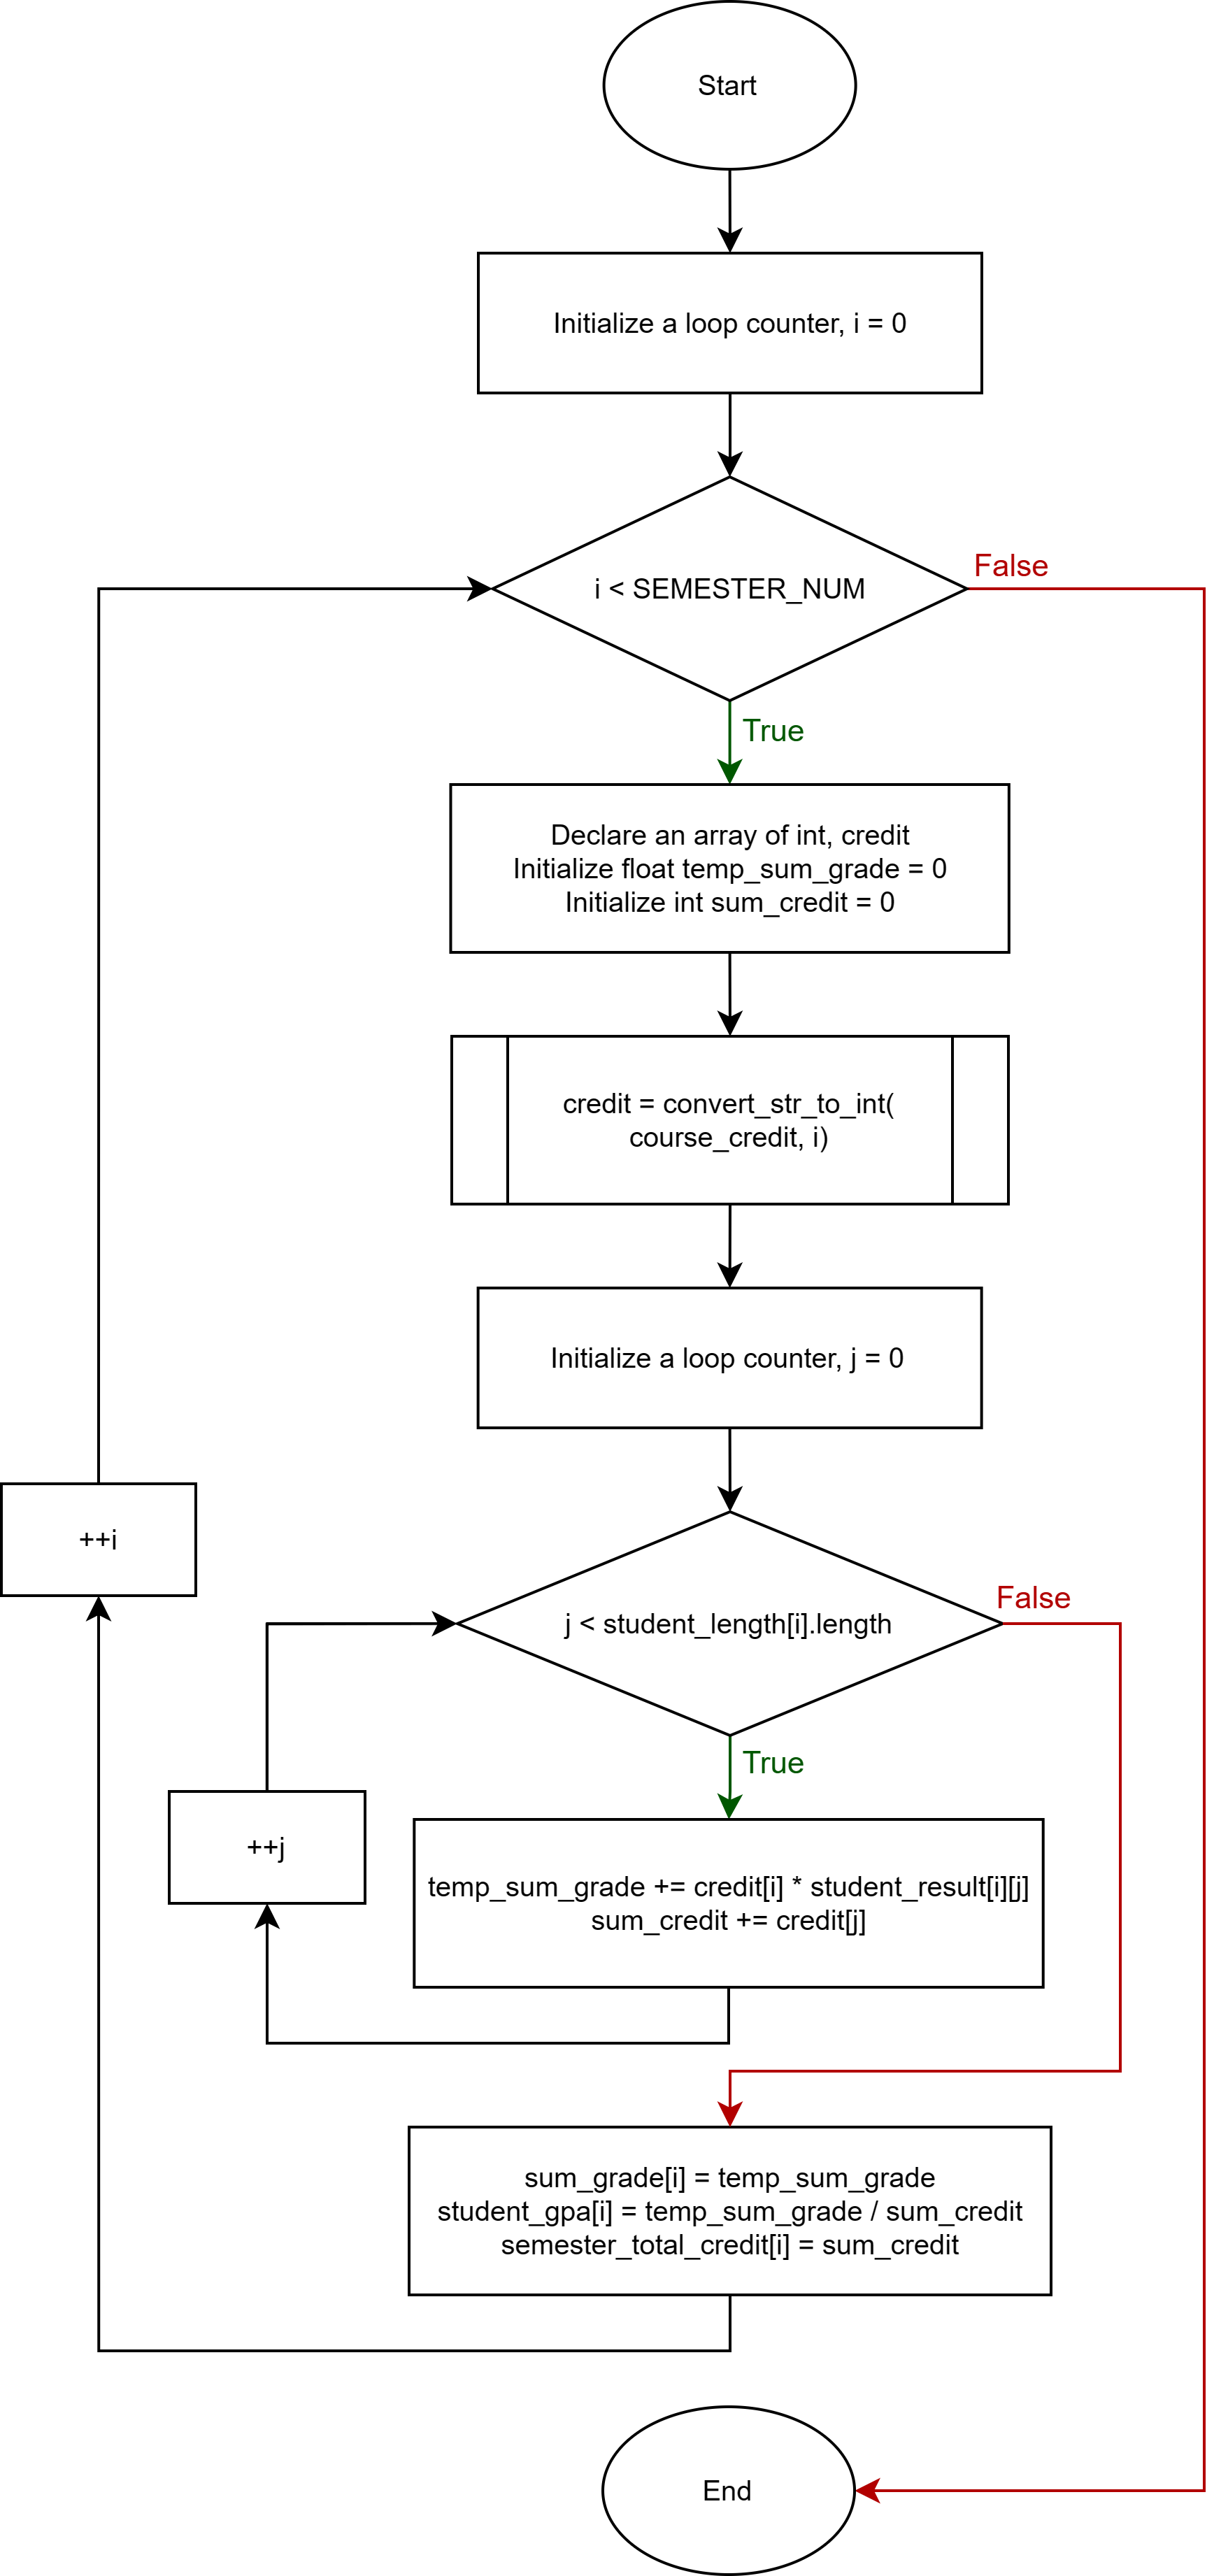 Start
Initialize a loop counter, i = 0
i < SEMESTER_NUM
False
True
Declare an array of int, credit
Initialize float temp_sum_grade = 0
Initialize int sum_credit = 0
credit = convert_str_to_int(
course_credit, i)
Initialize a loop counter, j = 0
++i
j < student_length[i].length
False
True
++j
temp_sum_grade += credit[i] * student_result[i][j]
sum_credit += credit[j]
sum_grade[i] = temp_sum_grade
student_gpa[i] = temp_sum_grade / sum_credit
semester_total_credit[i] = sum_credit
End